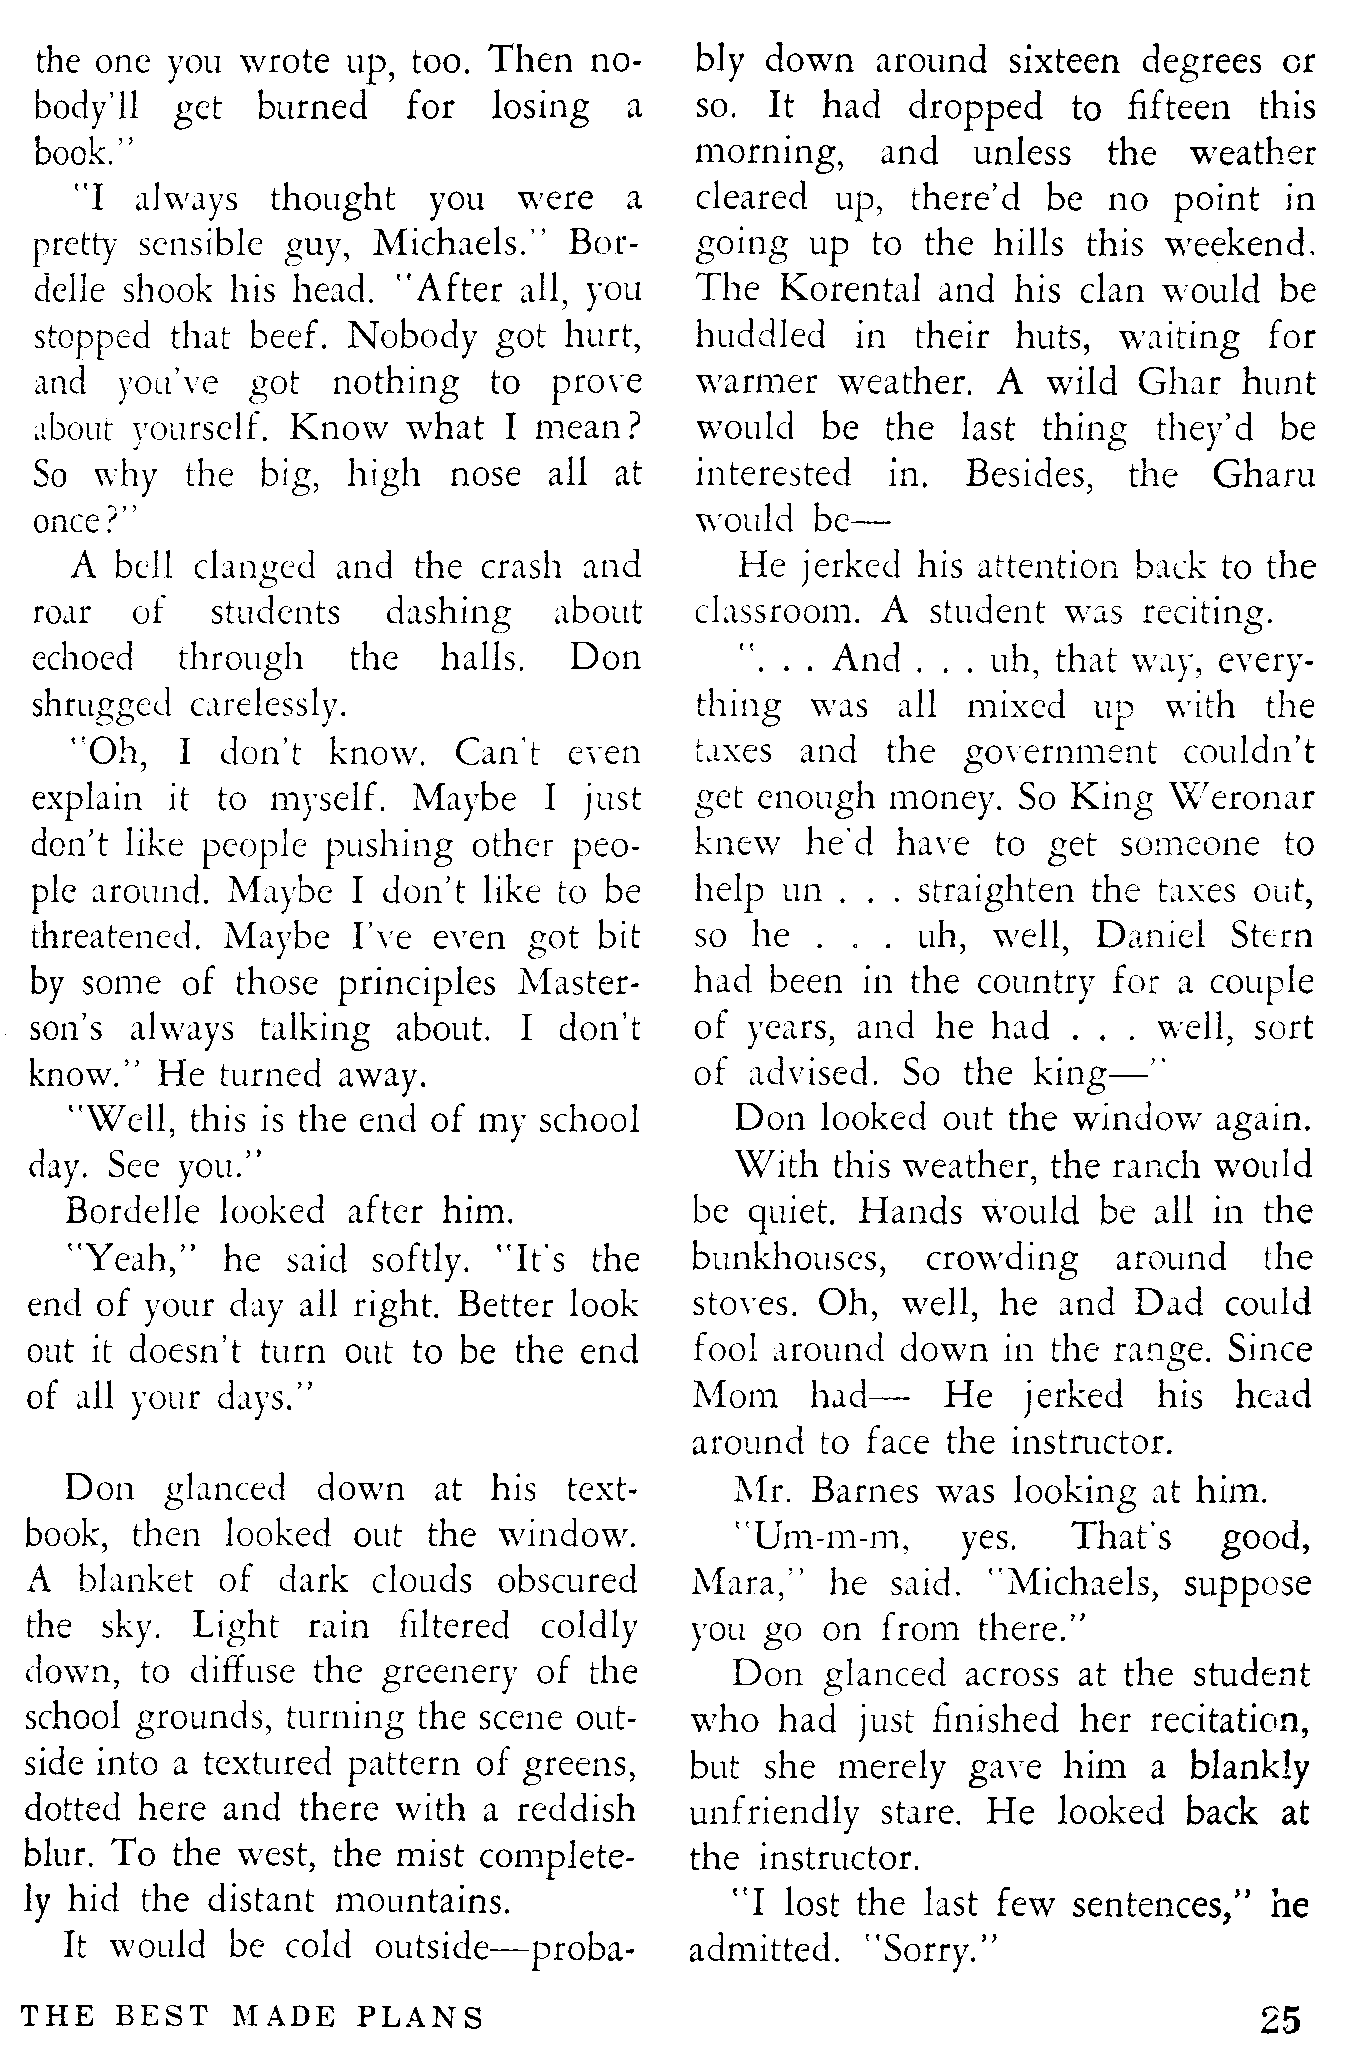 the one you wrote up, too. Then no-
body'll get burned for losing a
book."
"I always thought you were a
pretty sensible guy, Michaels." Bor-
delle shook his head. "After all, you
stopped that beef. Nobody got hurt,
and you've got nothing to prove
about yourself. Know what I mean?
So why the big, high nose all at
once?"
A bell clanged and the crash and
roar of students dashing about
echoed through the halls. Don
shrugged carelessly.
"Oh, I don't know. Can't even
explain it to myself. Maybe I just
don't like people pushing other peo-
ple around. Maybe I don't like to be
threatened. Maybe I've even got bit
by some of those principles Master-
son's always talking about. I don't
know." He turned away.
"Well, this is the end of my school
day. See you."
Bordelle looked after him.
"Yeah," he said softly. "It's the
end of your day all right. Better look
out it doesn't turn out to be the end
of all your days."
Don glanced down at his text-
book, then looked out the window.
A blanket of dark clouds obscured
the sky. Light rain filtered coldly
down, to diffuse the greenery of the
school grounds, turning the scene out-
side into a textured pattern of greens,
dotted here and there with a reddish
blur. To the west, the mist complete-
ly hid the distant mountains.
It would be cold outside—proba-
bly down around sixteen degrees or
so. It had dropped to fifteen this
morning, and unless the weather
cleared up, there'd be no point in
going up to the hills this weekend.
The Korental and his clan would be
huddled in their huts, waiting for
warmer weather. A wild Ghar hunt
would be the last thing they'd be
interested in. Besides, the Gharu
would be—
He jerked his attention back to the
classroom. A student was reciting.
". . . And . . . uh, that way, every-
thing was all mixed up with the
taxes and the government couldn't
get enough money. So King Weronar
knew he'd have to get someone to
help un . . . straighten the taxes out,
so he . . . uh, well, Daniel Stern
had been in the country for a couple
of years, and he had . . . well, sort
of advised. So the king—"
Don looked out the window again.
With this weather, the ranch would
be quiet. Hands would be all in the
bunkhouses, crowding around the
stoves. Oh, well, he and Dad could
fool around down in the range. Since
Mom had— He jerked his head
around to face the instructor.
Mr. Barnes was looking at him.
"Um-m-m, yes. That's good,
Mara," he said. "Michaels, suppose
you go on from there."
Don glanced across at the student
who had just finished her recitation,
but she merely gave him a blankly
unfriendly stare. He looked back at
the instructor.
"I lost the last few sentences," he
admitted. "Sorry."
THE BEST MADE PLANS
25